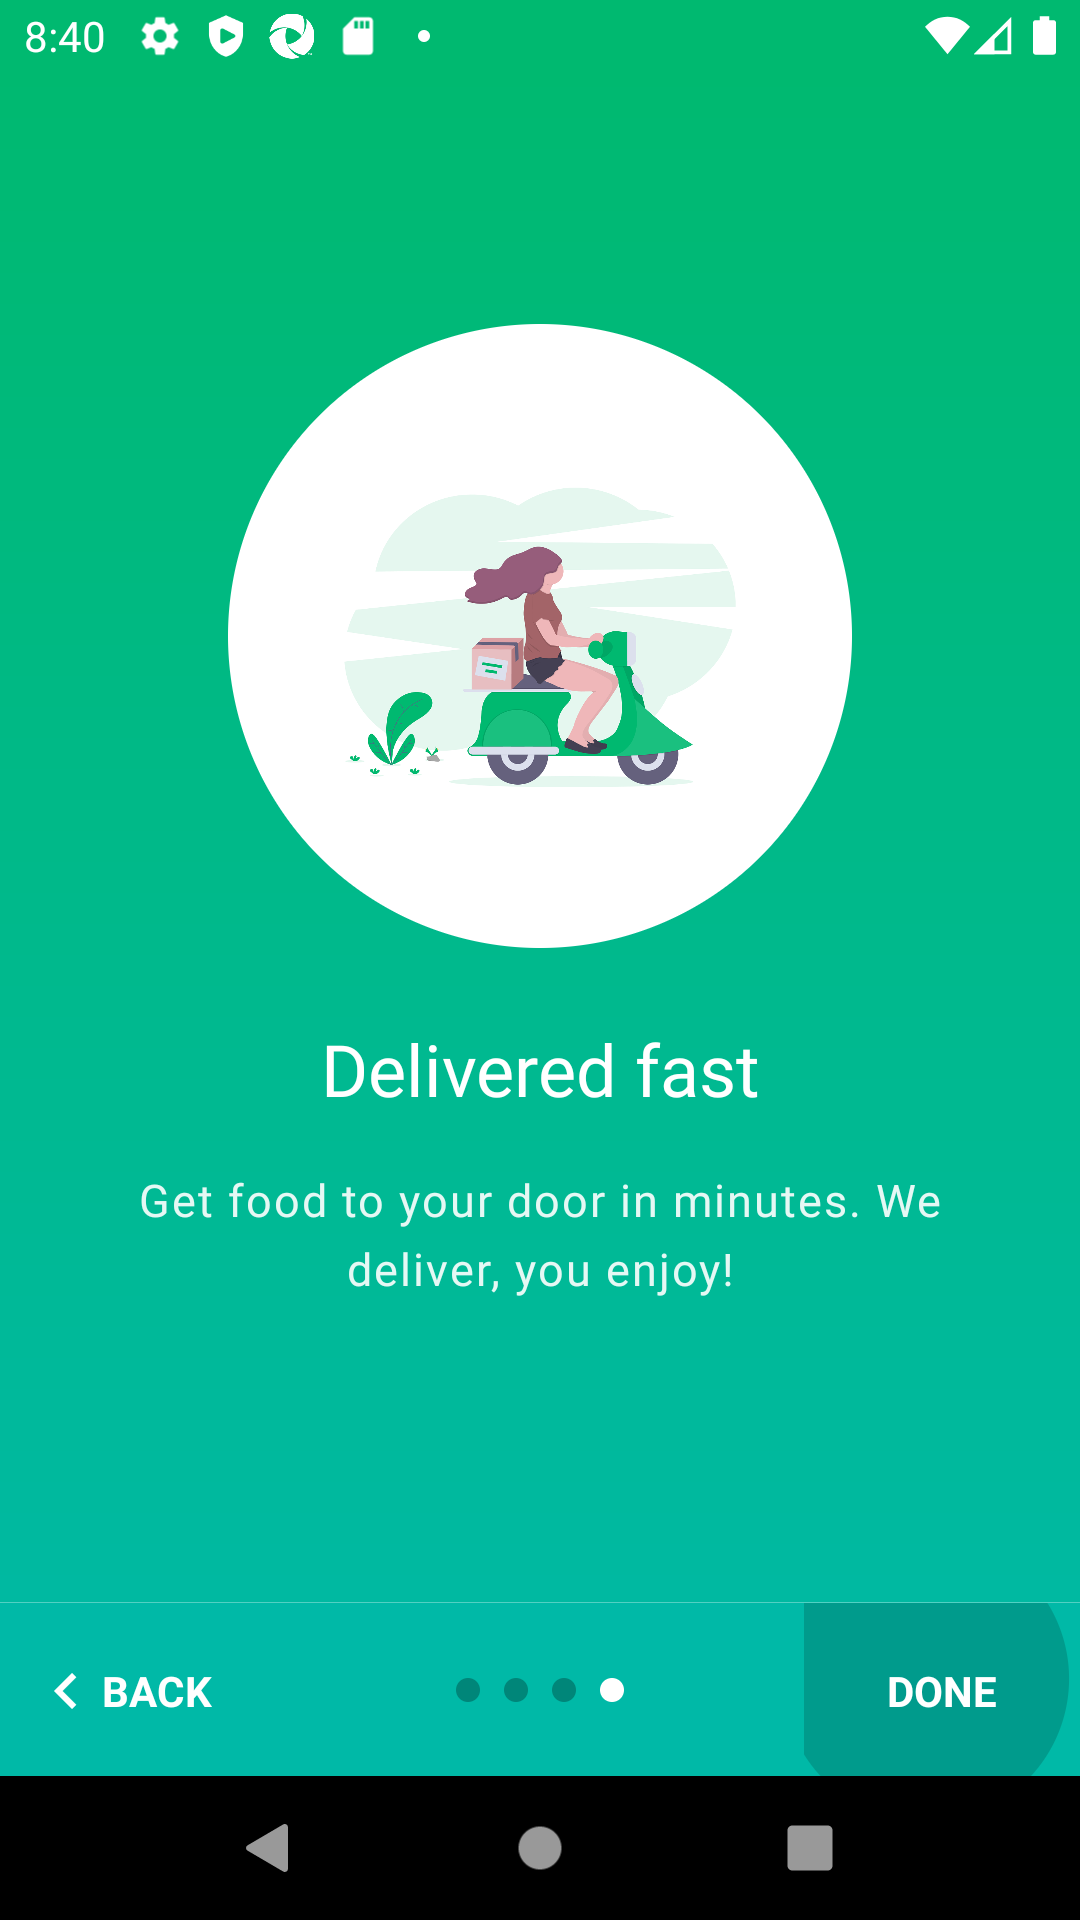 8:40
Delivered fast
Get food to your door in minutes. We
deliver, you enjoy!
BACK
DONE